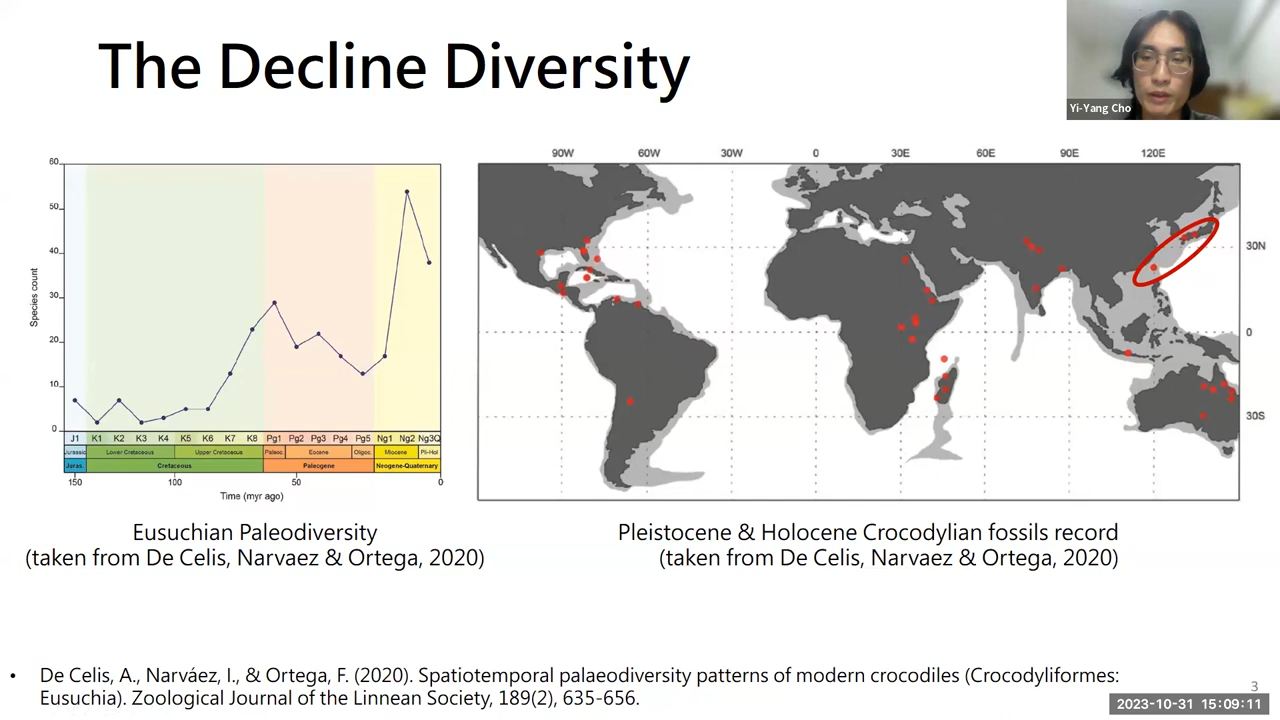 The Decline Diversity
Yi-Yang Cho
60
50
40
30
20
10
0
Species count
J1 K1 K2 K3 K4 K5 K6 K7 K8 Pg1 Pg2 Pg3 Pg4 Pg5 Ng1 Ng2 Ng3Q
Jurassic Lower Cretaceous Upper Cretaceous Paleoc. Eocene Oligoc. Miocene Pli-Hol
Juras. Cretaceous Paleogene Neogene-Quaternary
150 100 50 0
Time (myr ago)
90W 60W 30W 0 30E 60E 90E 120E
30N
0
30S
Eusuchian Paleodiversity
(taken from De Celis, Narvaez & Ortega, 2020)
Pleistocene & Holocene Crocodylian fossils record
(taken from De Celis, Narvaez & Ortega, 2020)
• De Celis, A., Narváez, I., & Ortega, F. (2020). Spatiotemporal palaeodiversity patterns of modern crocodiles (Crocodyliformes:
Eusuchia). Zoological Journal of the Linnean Society, 189(2), 635-656.
3
2023-10-31 15:09:11